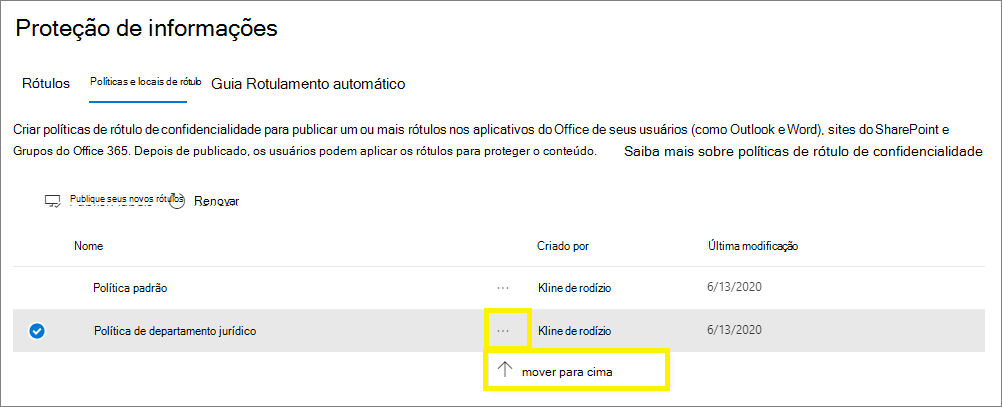 Proteção de informações
Rótulos Políticas e locais de rótulo Guia Rotulamento automático
Criar políticas de rótulo de confidencialidade para publicar um ou mais rótulos nos aplicativos do Office de seus usuários (como Outlook e Word), sites do SharePoint e
Grupos do Office 365. Depois de publicado, os usuários podem aplicar os rótulos para proteger o conteúdo. Saiba mais sobre políticas de rótulo de confidencialidade
Publique seus novos rótulos Renovar
Nome Criado por Última modificação
Política padrão ... Kline de rodízio 6/13/2020
Política de departamento jurídico ... Kline de rodízio 6/13/2020
mover para cima